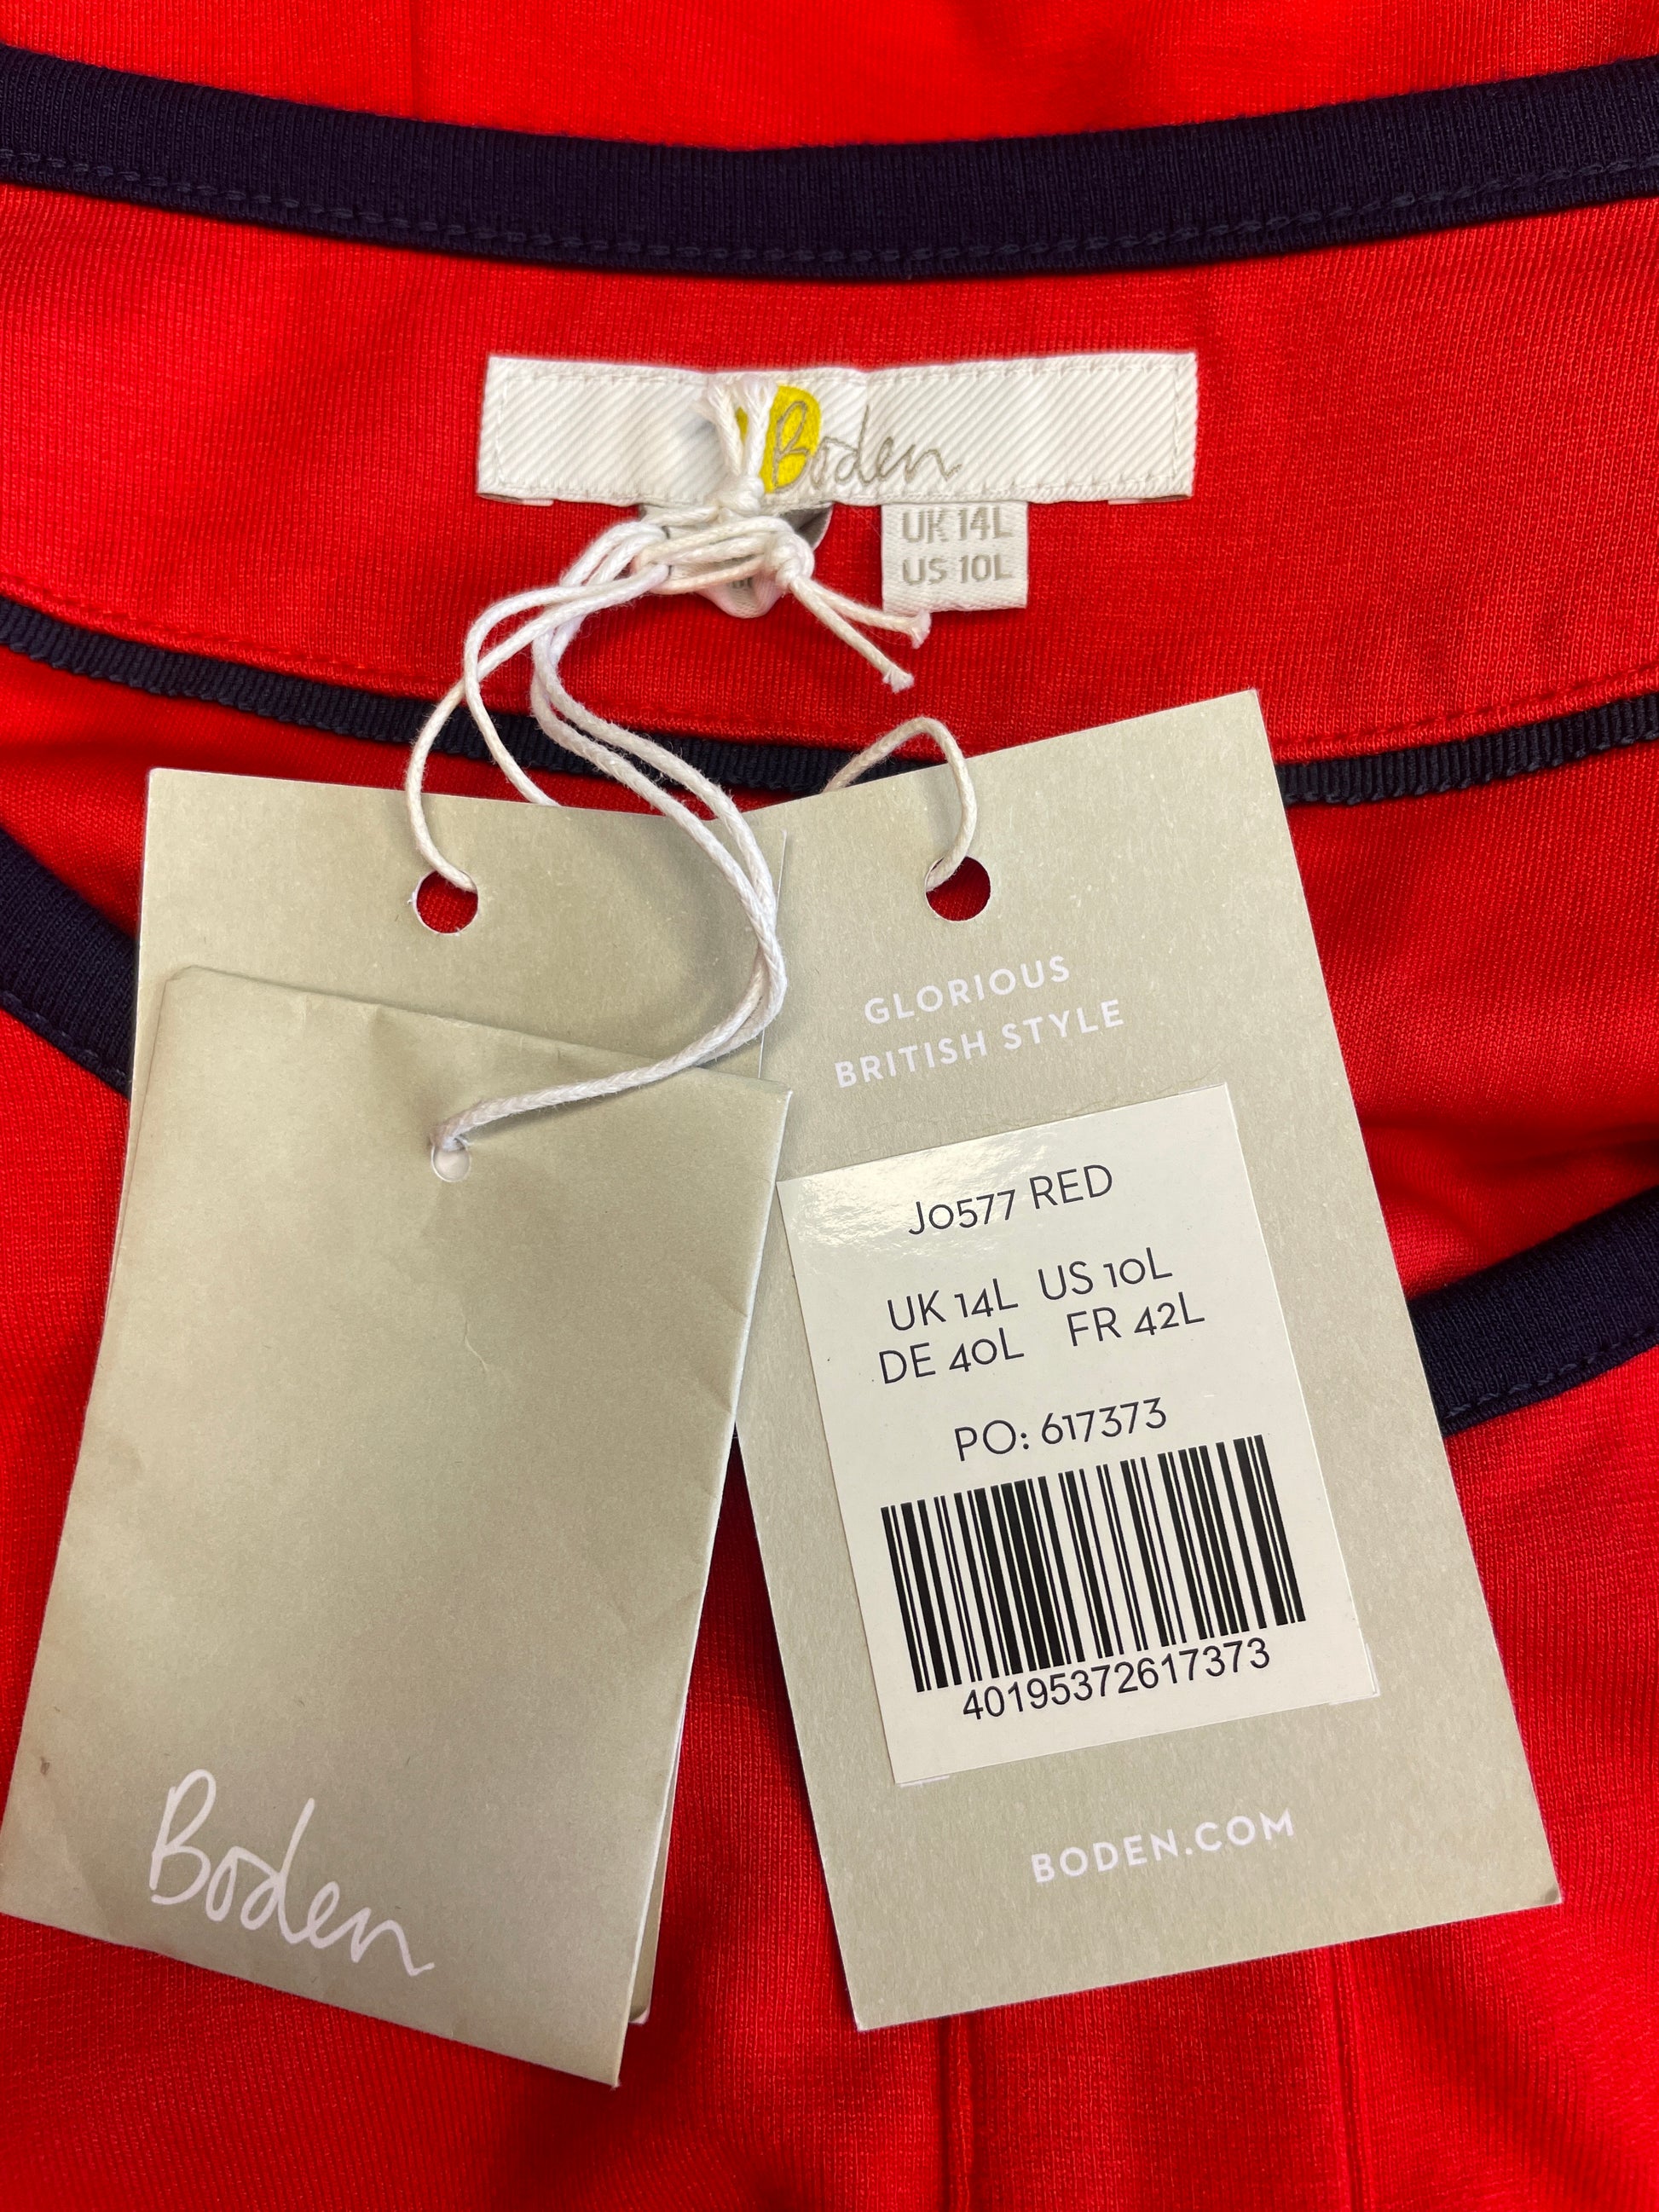 Boden
UK 14L
US 10L
GLORIOUS
BRITISH STYLE
J0577 RED
UK 14L US 10L
DE 40L FR 42L
PO: 617373
40195372617373
BODEN.COM
Boden